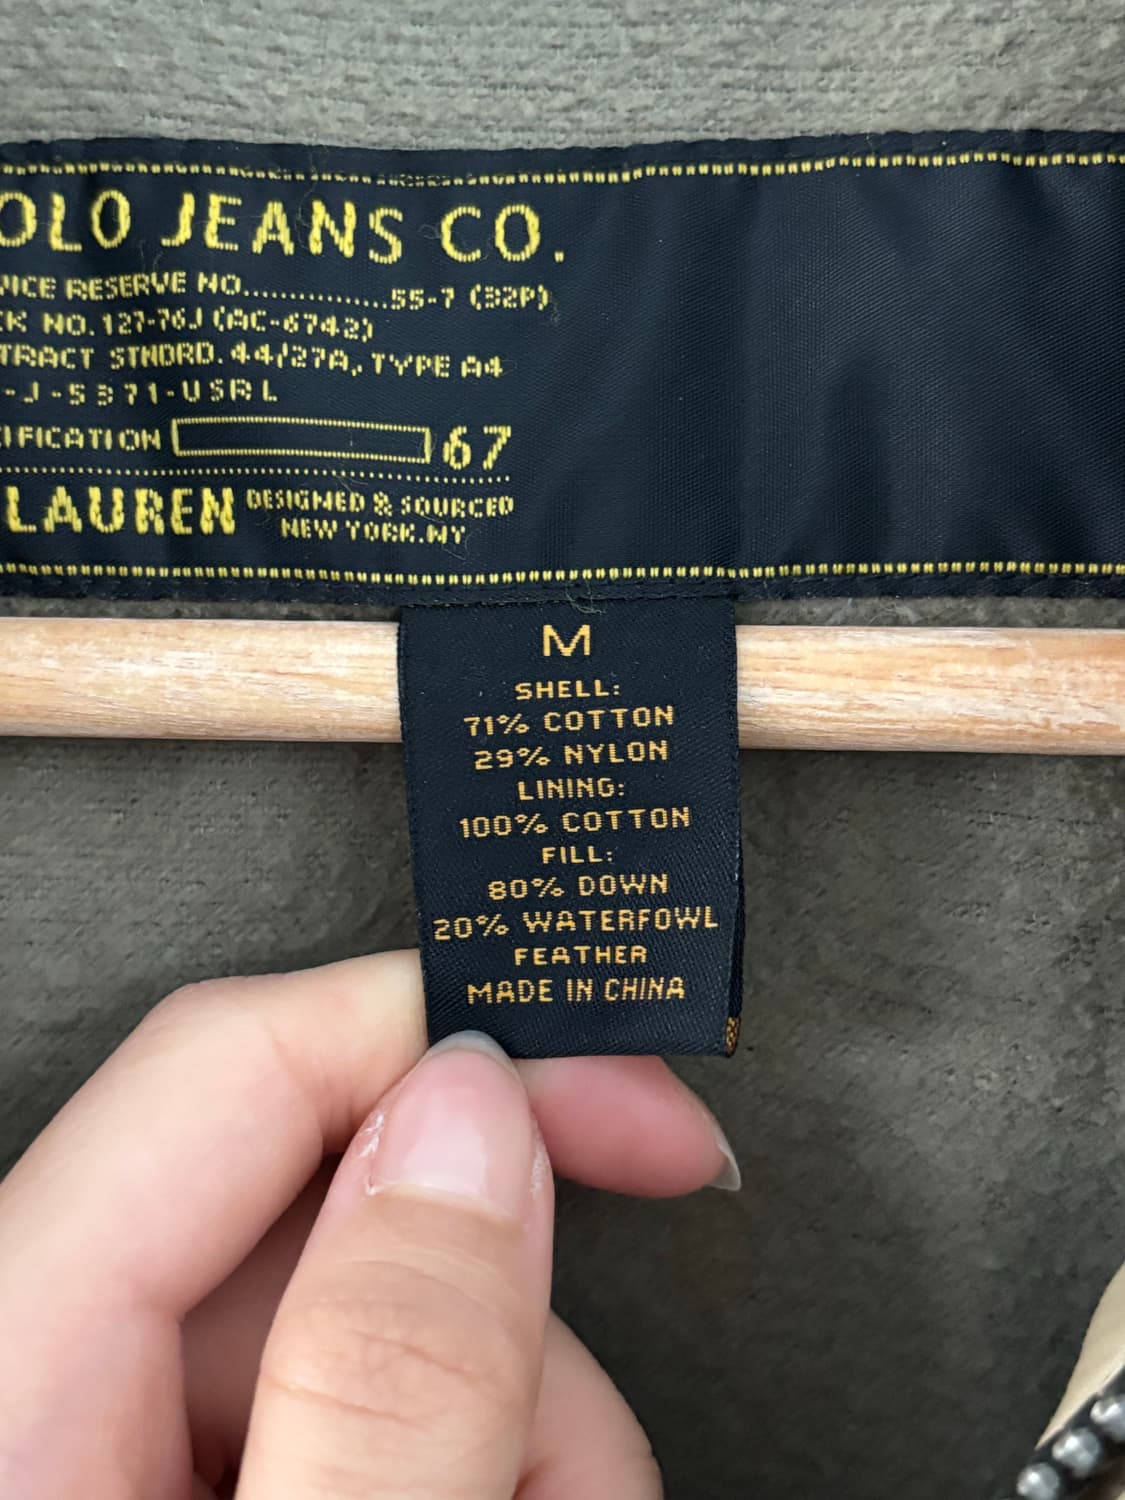 OLO JEANS CO.
VICE RESERVE NO...............55-7 (32P)
CK NO.127-76J (AC-6742)
TRACT STNDRD. 44/27A, TYPE A4
-J-5371-USRL
CIFICATION 67
LAUREN DESIGNED & SOURCED
NEW YORK.NY
M
SHELL:
71% COTTON
29% NYLON
LINING:
100% COTTON
FILL:
80% DOWN
20% WATERFOWL
FEATHER
MADE IN CHINA